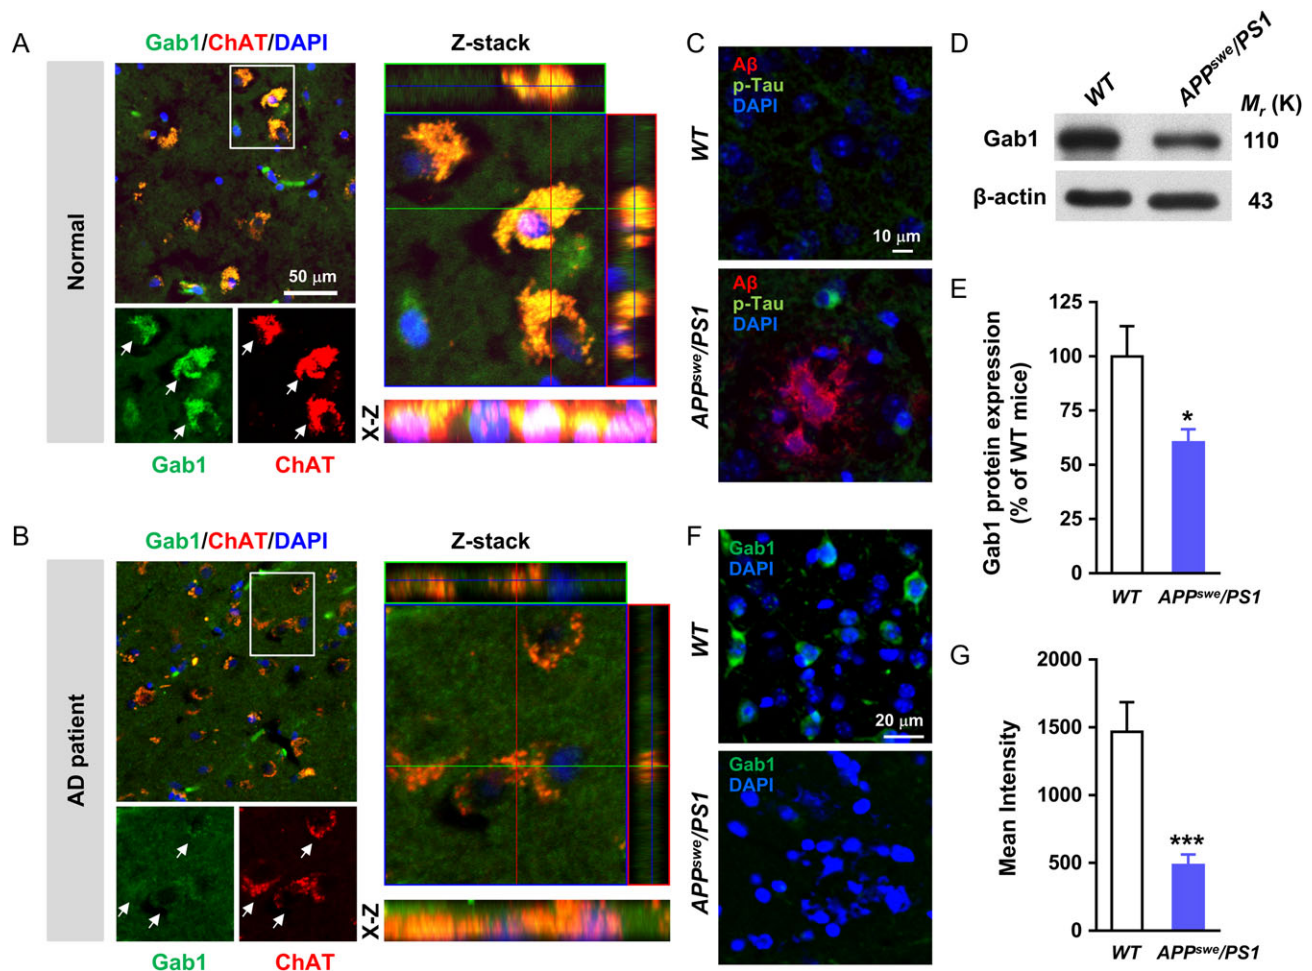 A
Gab1/ChAT/DAPI
Z-stack
Normal
50 μm
Gab1
ChAT
X-Z
B
Gab1/ChAT/DAPI
Z-stack
AD patient
Gab1
ChAT
X-Z
C
WT
Aβ
p-Tau
DAPI
10 μm
APPswe/PS1
Aβ
p-Tau
DAPI
D
WT
APPswe/PS1
Mr (K)
Gab1
110
β-actin
43
E
Gab1 protein expression
(% of WT mice)
125
100
75
50
25
0
*
WT
APPswe/PS1
F
WT
Gab1
DAPI
20 μm
APPswe/PS1
Gab1
DAPI
G
Mean Intensity
2000
1500
1000
500
0
***
WT
APPswe/PS1